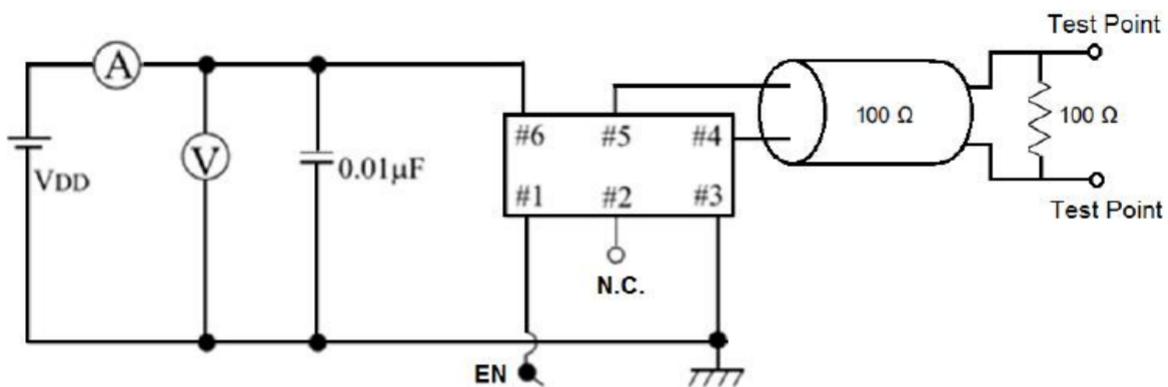 Test Point
A
100 Ω
100 Ω
#6 #5 #4
V
0.01μF
VDD
#1 #2 #3
Test Point
N.C.
EN